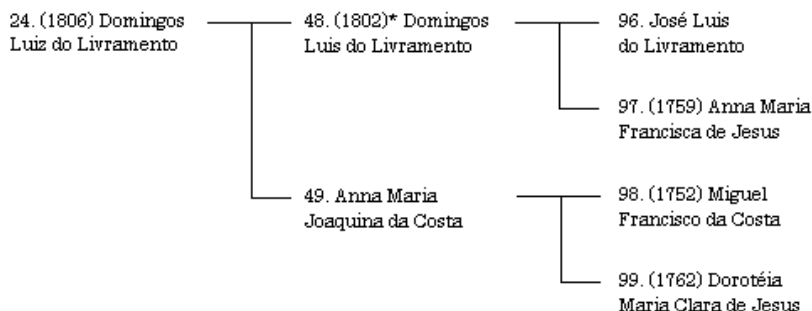 24. (1806) Domingos
Luiz do Livramento
48. (1802)* Domingos
Luis do Livramento
96. José Luis
do Livramento
97. (1759) Anna Maria
Francisca de Jesus
49. Anna Maria
Joaquina da Costa
98. (1752) Miguel
Francisco da Costa
99. (1762) Dorotéia
Maria Clara de Jesus